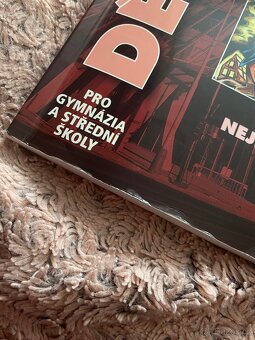 DĚ
PRO
GYMNÁZIA
A STŘEDNÍ
ŠKOLY
NEJ